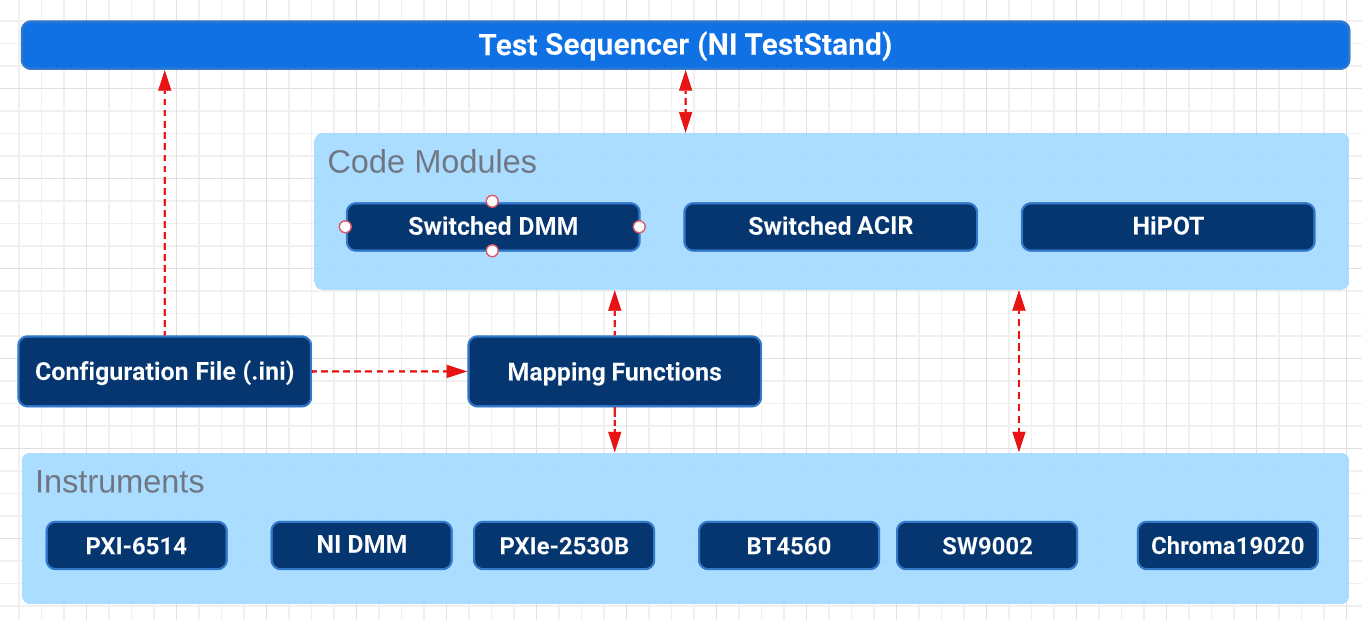 Test Sequencer (NI TestStand)
Code Modules
Switched DMM
Switched ACIR
HiPOT
Configuration File (.ini)
Mapping Functions
Instruments
PXI-6514
NI DMM
PXIe-2530B
BT4560
SW9002
Chroma19020